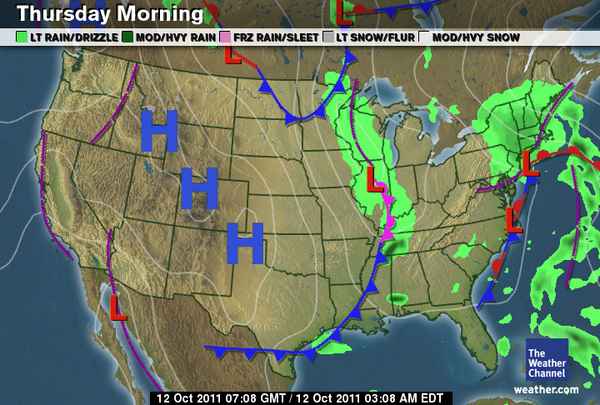 Thursday Morning
LT RAIN/DRIZZLE MOD/HVY RAIN FRZ RAIN/SLEET LT SNOW/FLUR MOD/HVY SNOW
L
L
H
H
L
L
H
L
L
The
Weather
Channel
weather.com
12 Oct 2011 07:08 GMT / 12 Oct 2011 03:08 AM EDT